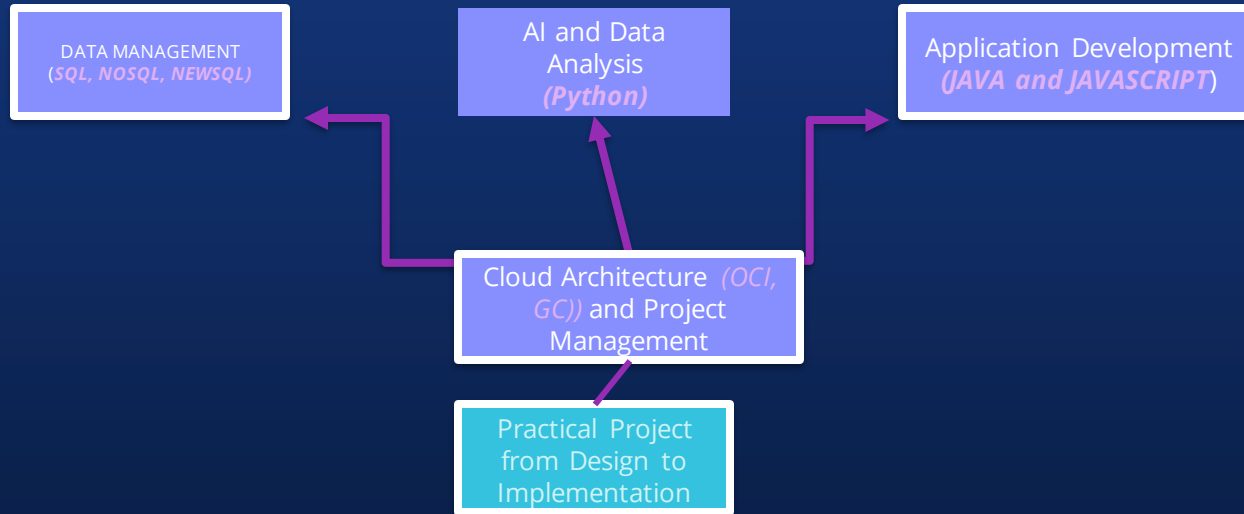 DATA MANAGEMENT
(SQL, NOSQL, NEWSQL)
AI and Data
Analysis
(Python)
Application Development
(JAVA and JAVASCRIPT)
Cloud Architecture (OCI,
GC)) and Project
Management
Practical Project
from Design to
Implementation